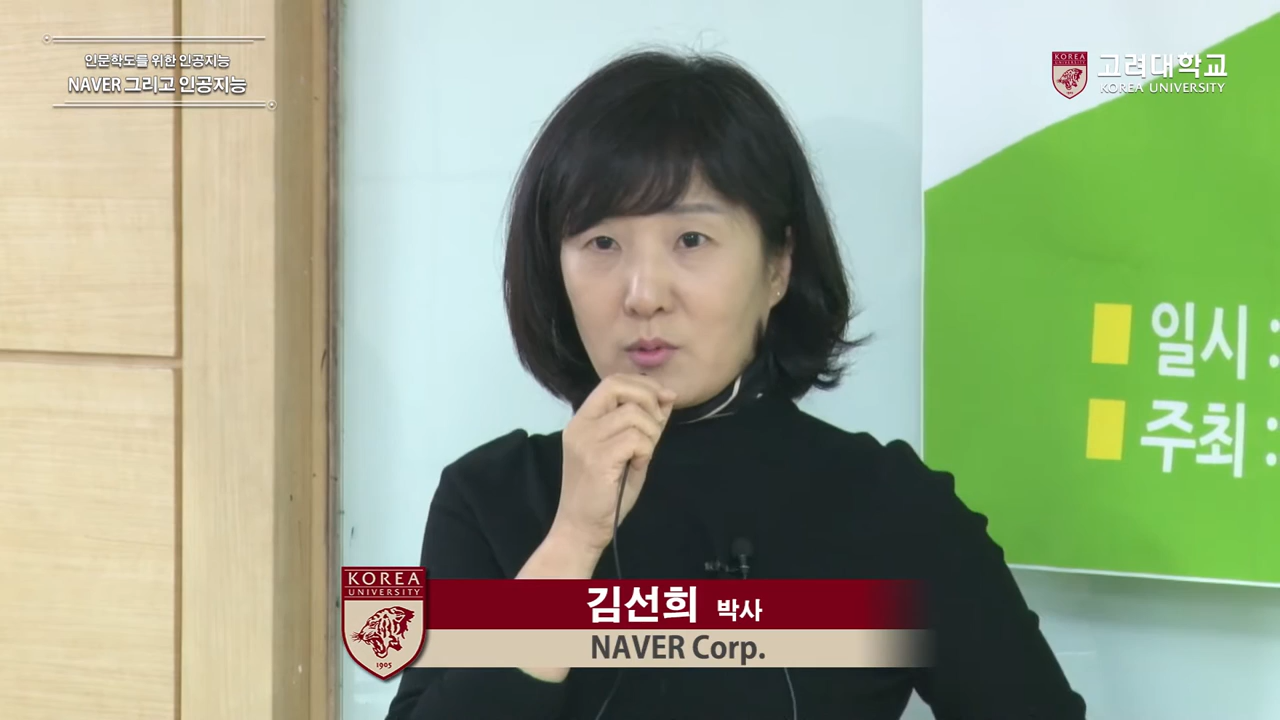 인문학도를 위한 인공지능
NAVER 그리고 인공지능
KOREA
UNIVERSITY
고려대학교
KOREA UNIVERSITY
일시 :
주최 :
KOREA
UNIVERSITY
1905
김선희 박사
NAVER Corp.